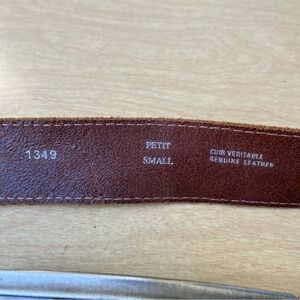 1349
PETIT
SMALL
CUIR VERITABLE
GENUINE LEATHER